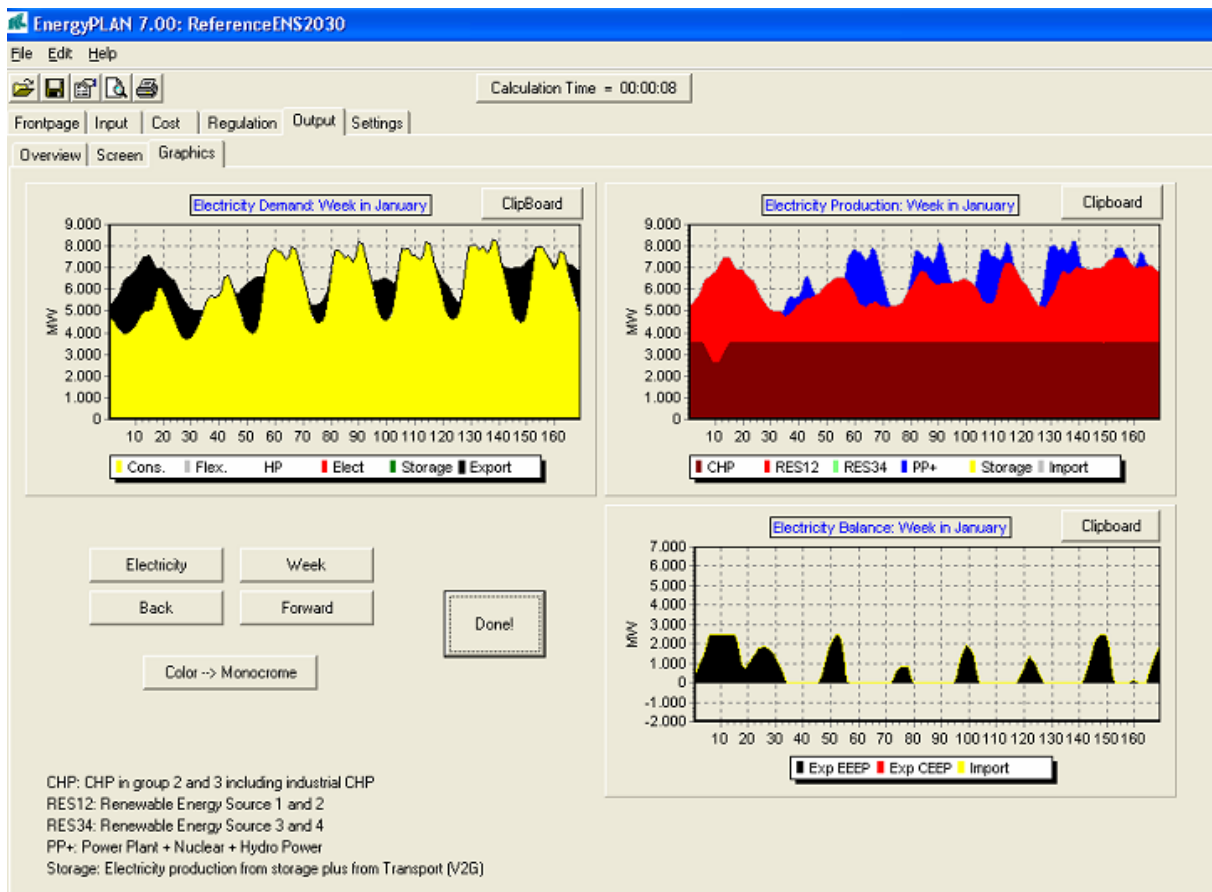 EnergyPLAN 7.00: ReferenceENS2030
File Edit Help
Calculation Time = 00:00:08
Frontpage Input Cost Regulation Output Settings
Overview Screen Graphics
Electricity Demand: Week in January
ClipBoard
9.000
8.000
7.000
6.000
5.000
4.000
3.000
2.000
1.000
0
MW
10 20 30 40 50 60 70 80 90 100 110 120 130 140 150 160
Cons. Flex. HP Elect Storage Export
Electricity Production: Week in January
Clipboard
9.000
8.000
7.000
6.000
5.000
4.000
3.000
2.000
1.000
0
MW
10 20 30 40 50 60 70 80 90 100 110 120 130 140 150 160
CHP RES12 RES34 PP+ Storage Import
Electricity Balance: Week in January
Clipboard
7.000
6.000
5.000
4.000
3.000
2.000
1.000
0
-1.000
-2.000
MW
10 20 30 40 50 60 70 80 90 100 110 120 130 140 150 160
Exp EEEP Exp CEEP Import
Electricity Week
Back Forward
Done!
Color --> Monocrome
CHP: CHP in group 2 and 3 including industrial CHP
RES12: Renewable Energy Source 1 and 2
RES34: Renewable Energy Source 3 and 4
PP+: Power Plant + Nuclear + Hydro Power
Storage: Electricity production from storage plus from Transport (V2G)